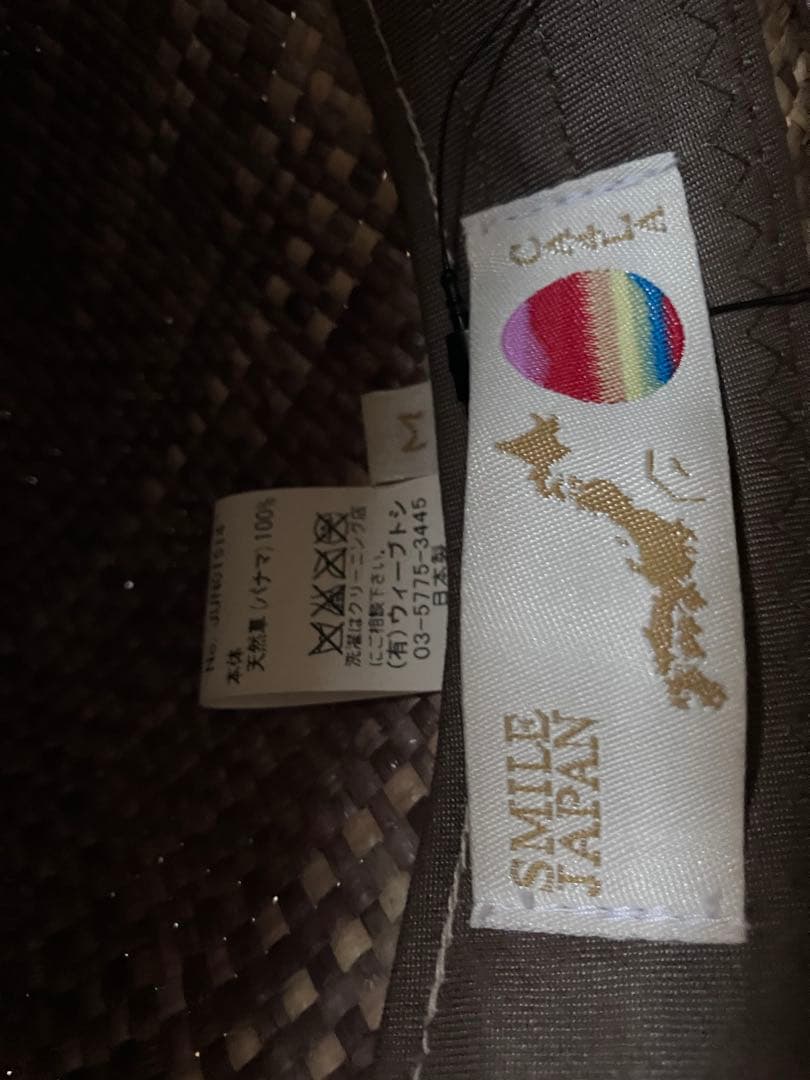 CA4LA
SMILE
JAPAN
M
本体
天然草(パナマ)100%
洗濯はクリーニング店
にご相談下さい。
(有)ウィーブトシ
03-5775-3445
日本製